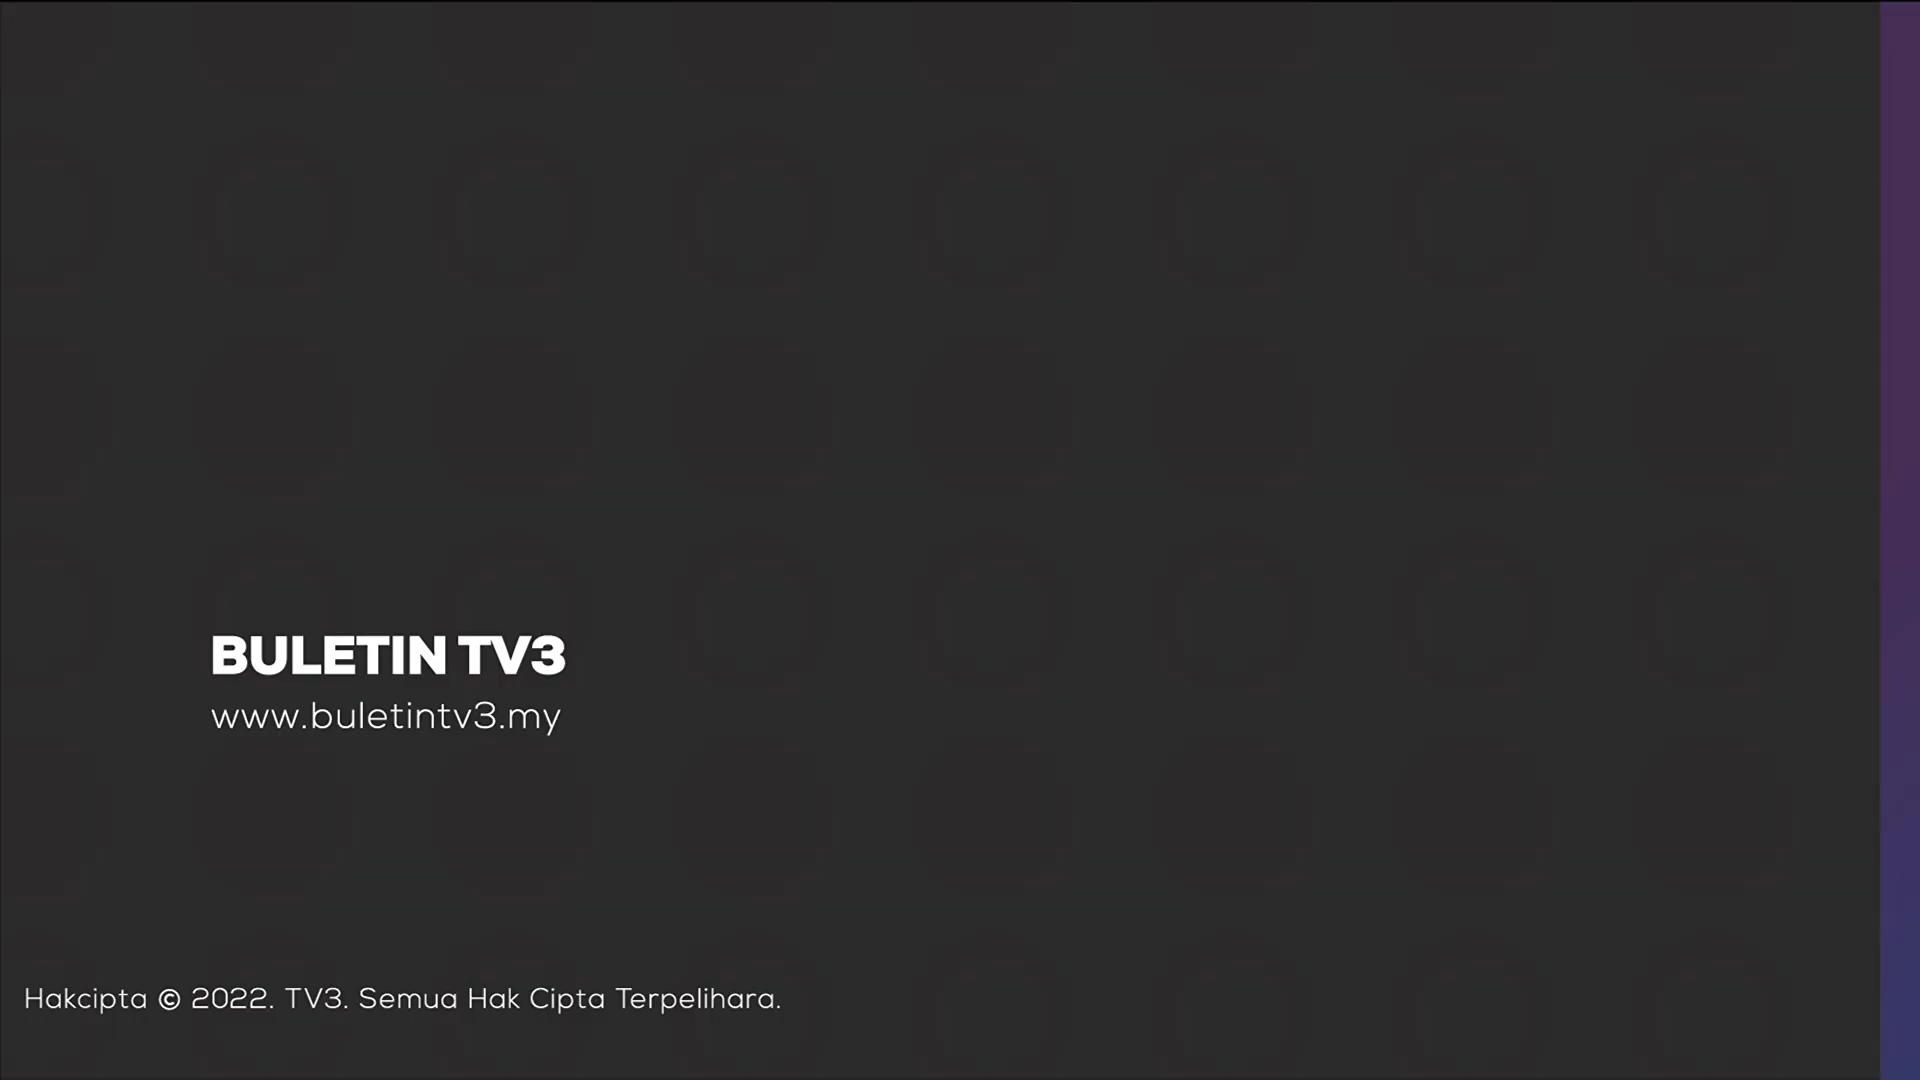 BULETIN TV3
www.buletintv3.my
Hakcipta © 2022. TV3. Semua Hak Cipta Terpelihara.